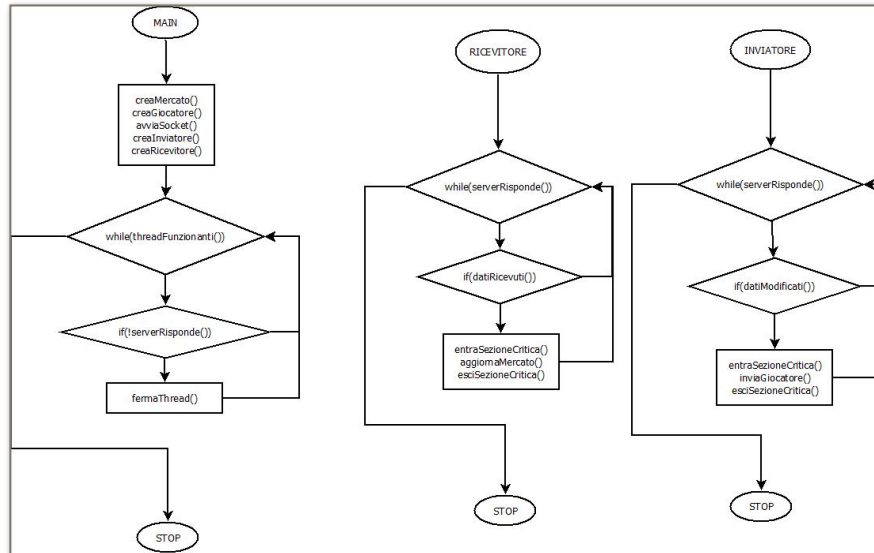 MAIN
creaMercato()
creaGiocatore()
avviaSocket()
creaInviatore()
creaRicevitore()
while(threadFunzionanti())
if(!serverRisponde())
fermaThread()
STOP
RICEVITORE
while(serverRisponde())
if(datiRicevuti())
entraSezioneCritica()
aggiornaMercato()
esciSezioneCritica()
STOP
INVIATORE
while(serverRisponde())
if(datiModificati())
entraSezioneCritica()
inviaGiocatore()
esciSezioneCritica()
STOP